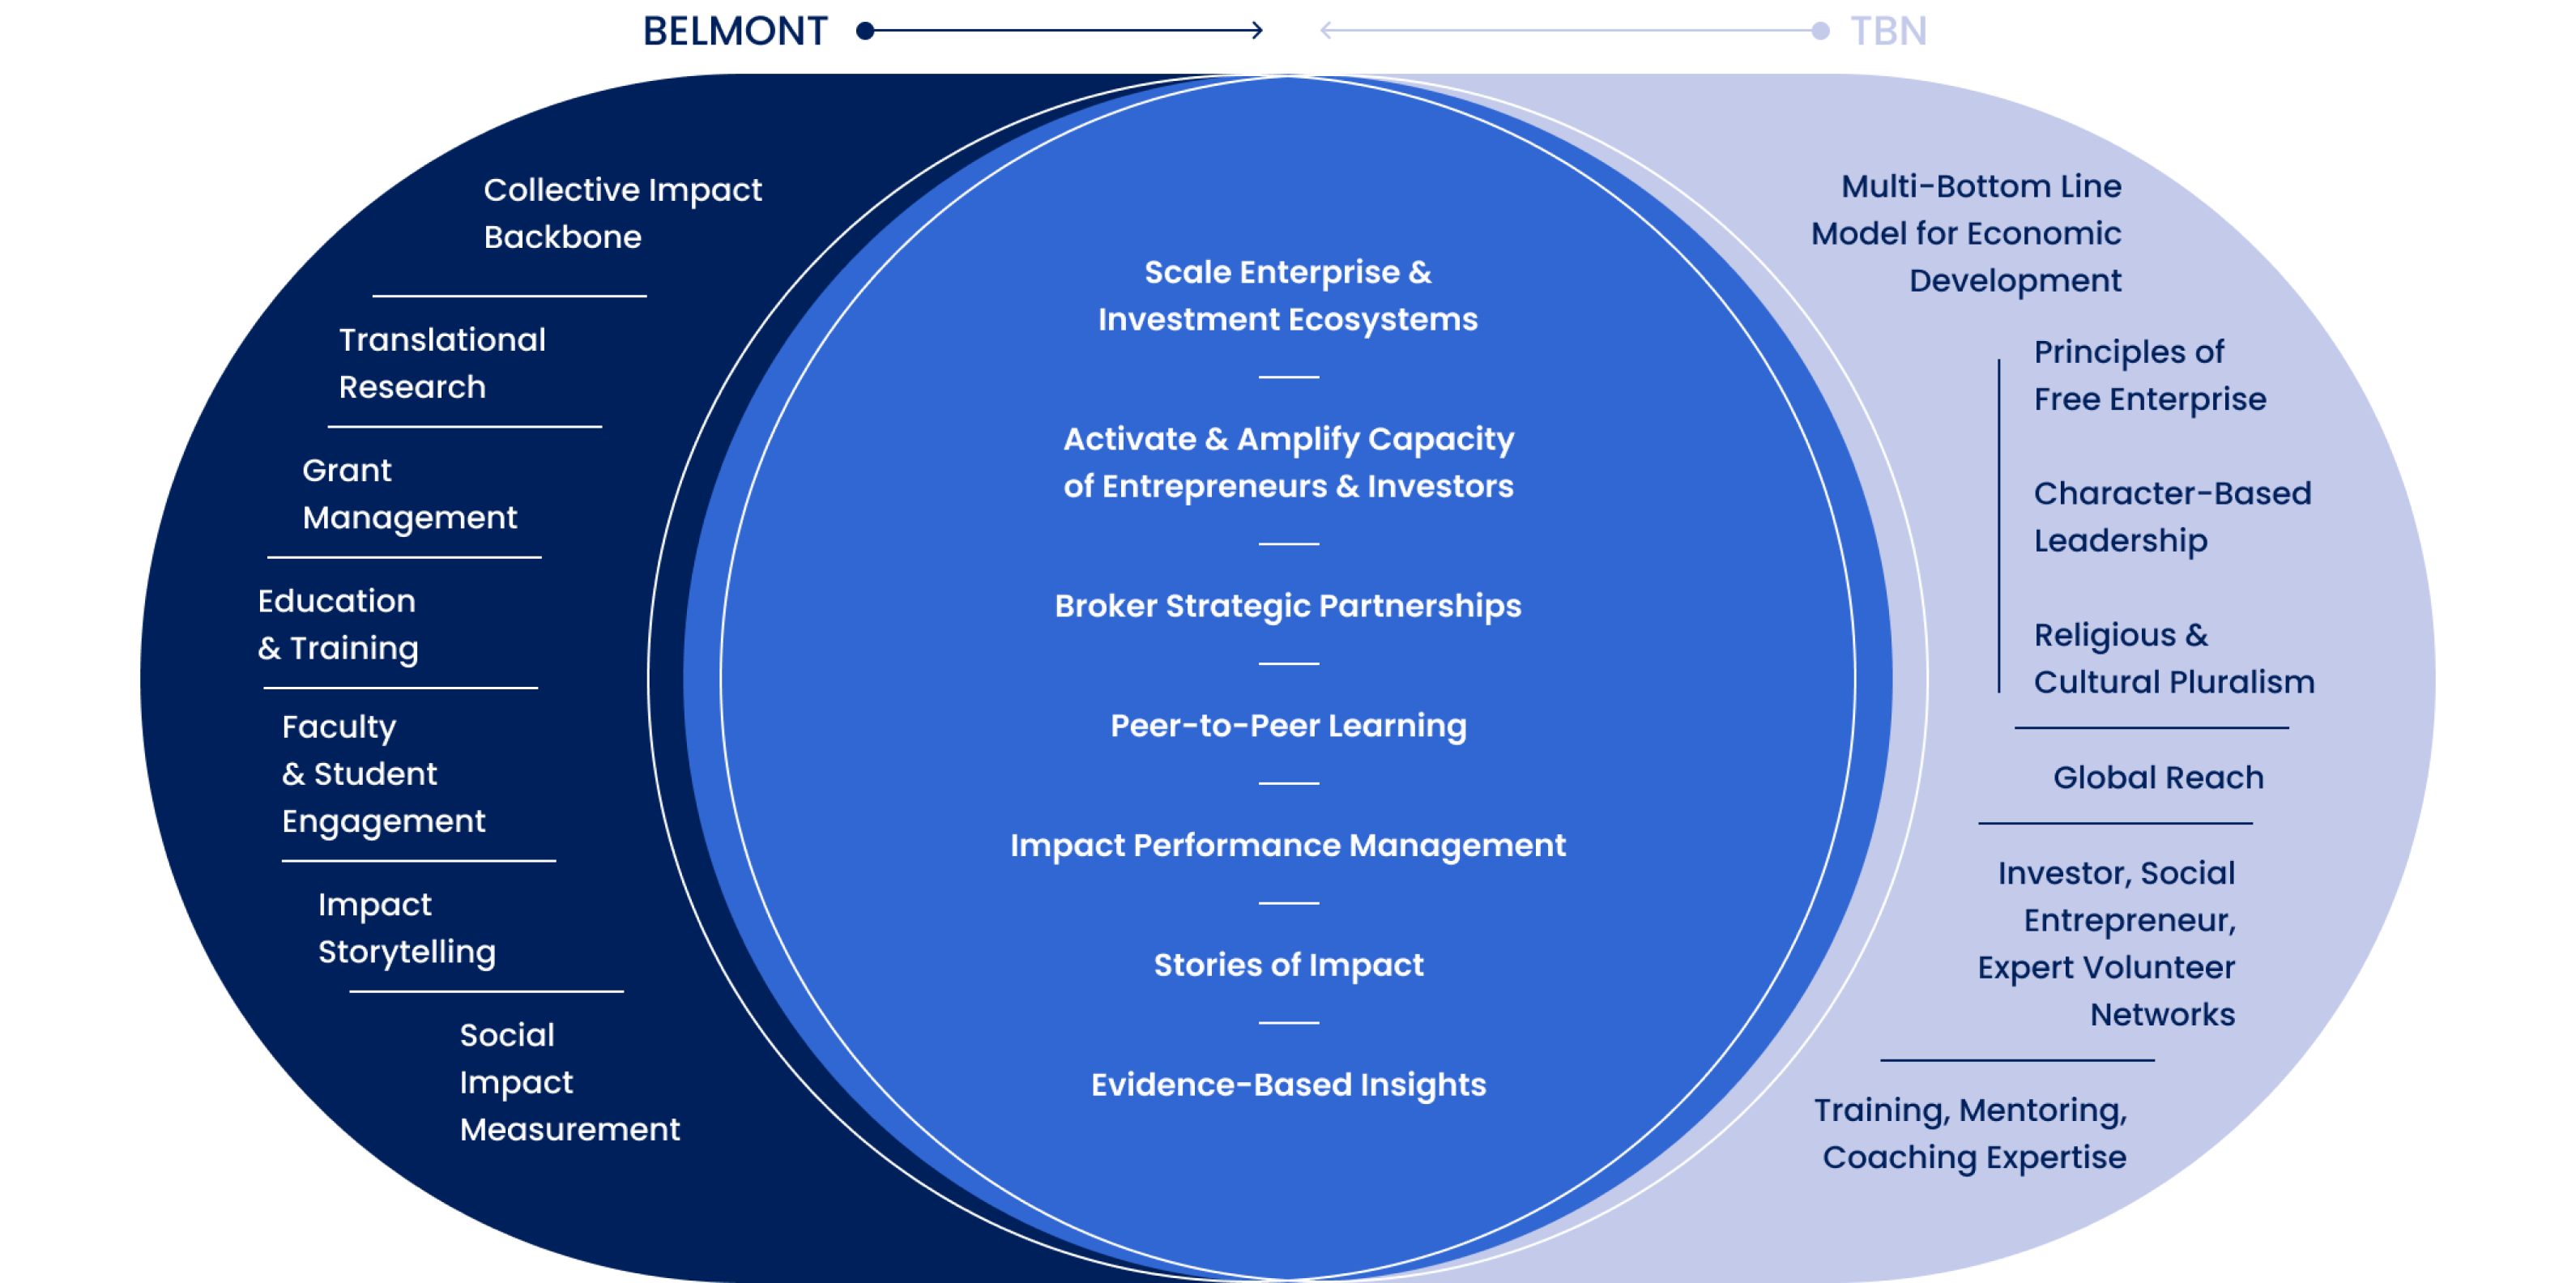 BELMONT
TBN
Collective Impact
Backbone
Translational
Research
Grant
Management
Education
& Training
Faculty
& Student
Engagement
Impact
Storytelling
Social
Impact
Measurement
Scale Enterprise &
Investment Ecosystems
Activate & Amplify Capacity
of Entrepreneurs & Investors
Broker Strategic Partnerships
Peer-to-Peer Learning
Impact Performance Management
Stories of Impact
Evidence-Based Insights
Multi-Bottom Line
Model for Economic
Development
Principles of
Free Enterprise
Character-Based
Leadership
Religious &
Cultural Pluralism
Global Reach
Investor, Social
Entrepreneur,
Expert Volunteer
Networks
Training, Mentoring,
Coaching Expertise